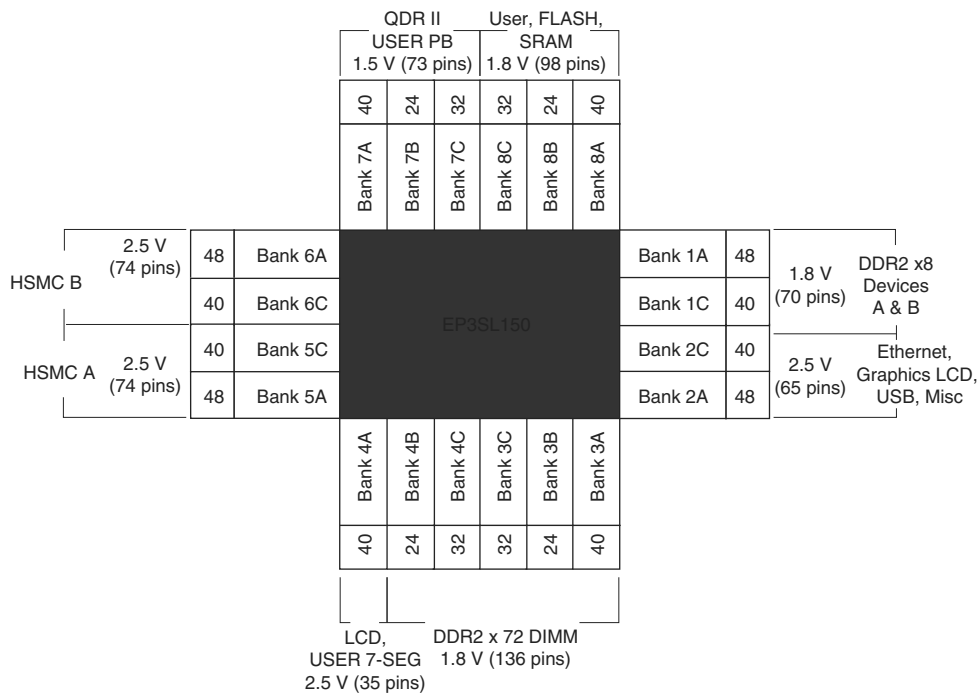 QDR II
USER PB
1.5 V (73 pins)
User, FLASH,
SRAM
1.8 V (98 pins)
40
24
32
32
24
40
Bank 7A
Bank 7B
Bank 7C
Bank 8C
Bank 8B
Bank 8A
HSMC B
2.5 V
(74 pins)
48
Bank 6A
40
Bank 6C
HSMC A
2.5 V
(74 pins)
40
Bank 5C
48
Bank 5A
EP3SL150
Bank 1A
48
Bank 1C
40
1.8 V
(70 pins)
DDR2 x8
Devices
A & B
Bank 2C
40
Bank 2A
48
2.5 V
(65 pins)
Ethernet,
Graphics LCD,
USB, Misc
Bank 4A
Bank 4B
Bank 4C
Bank 3C
Bank 3B
Bank 3A
40
24
32
32
24
40
LCD,
USER 7-SEG
2.5 V (35 pins)
DDR2 x 72 DIMM
1.8 V (136 pins)